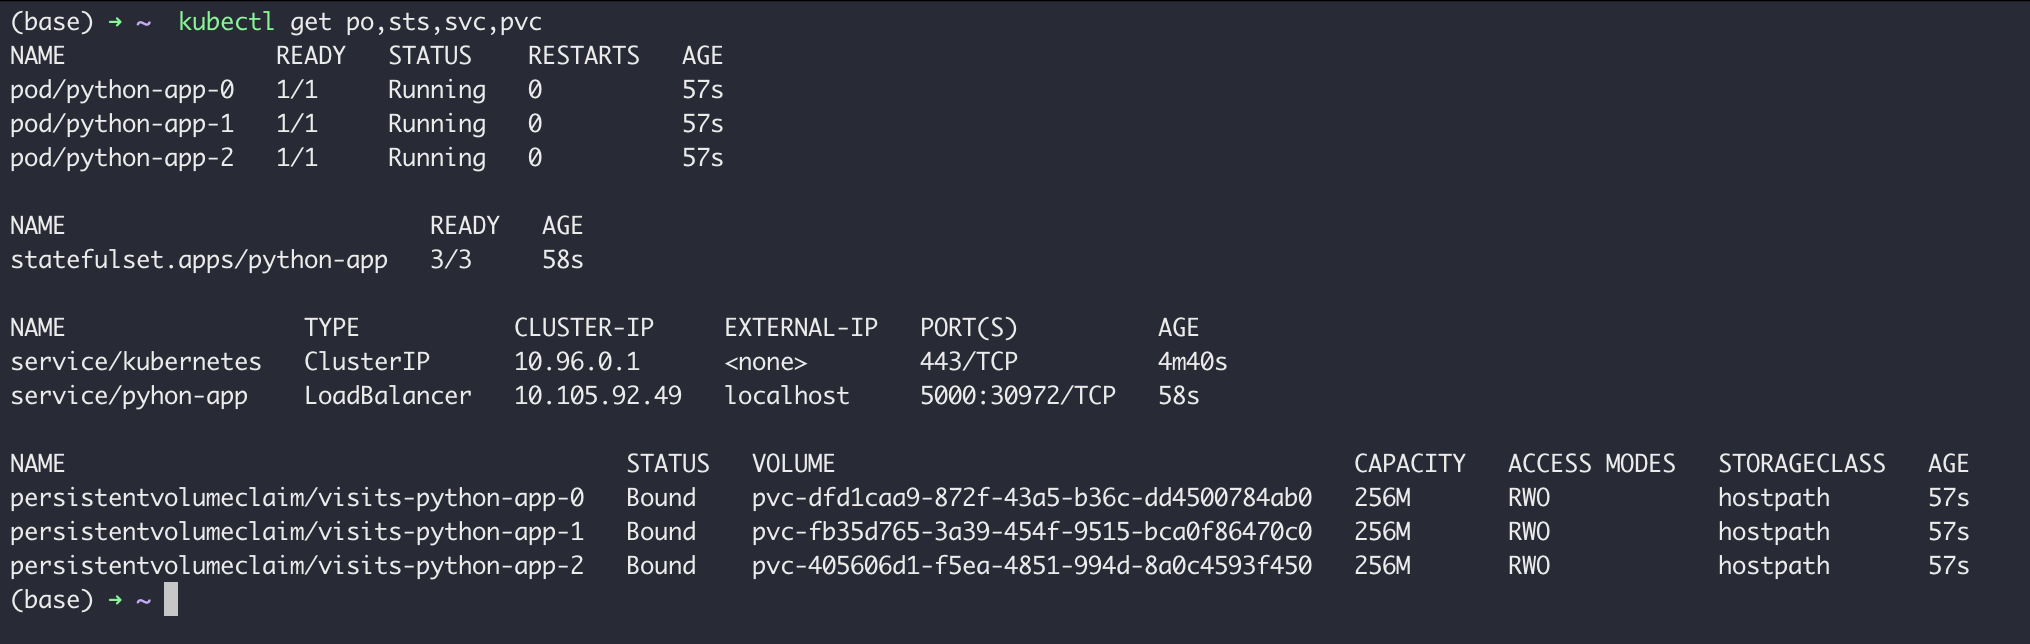 (base) → ~ kubectl get po,sts,svc,pvc
NAME READY STATUS RESTARTS AGE
pod/python-app-0 1/1 Running 0 57s
pod/python-app-1 1/1 Running 0 57s
pod/python-app-2 1/1 Running 0 57s
NAME READY AGE
statefulset.apps/python-app 3/3 58s
NAME TYPE CLUSTER-IP EXTERNAL-IP PORT(S) AGE
service/kubernetes ClusterIP 10.96.0.1 <none> 443/TCP 4m40s
service/pyhon-app LoadBalancer 10.105.92.49 localhost 5000:30972/TCP 58s
NAME STATUS VOLUME CAPACITY ACCESS MODES STORAGECLASS AGE
persistentvolumeclaim/visits-python-app-0 Bound pvc-dfd1caa9-872f-43a5-b36c-dd4500784ab0 256M RWO hostpath 57s
persistentvolumeclaim/visits-python-app-1 Bound pvc-fb35d765-3a39-454f-9515-bca0f86470c0 256M RWO hostpath 57s
persistentvolumeclaim/visits-python-app-2 Bound pvc-405606d1-f5ea-4851-994d-8a0c4593f450 256M RWO hostpath 57s
(base) → ~